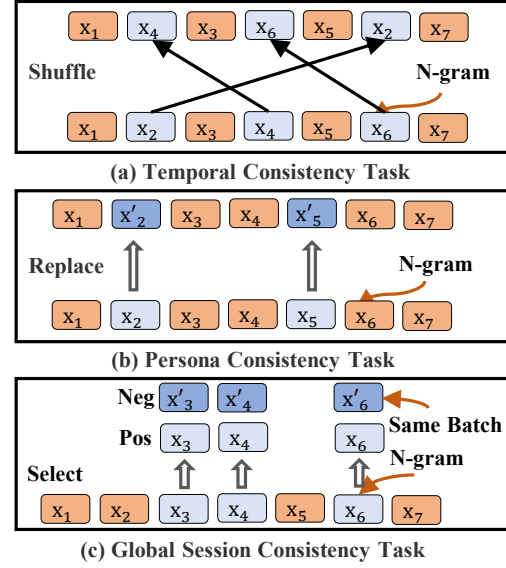 x₁ x₄ x₃ x₆ x₅ x₂ x₇
Shuffle
N-gram
x₁ x₂ x₃ x₄ x₅ x₆ x₇
(a) Temporal Consistency Task
x₁ x'₂ x₃ x₄ x'₅ x₆ x₇
Replace
N-gram
x₁ x₂ x₃ x₄ x₅ x₆ x₇
(b) Persona Consistency Task
Neg x'₃ x'₄ x'₆
Same Batch
Pos x₃ x₄ x₆
N-gram
Select
x₁ x₂ x₃ x₄ x₅ x₆ x₇
(c) Global Session Consistency Task